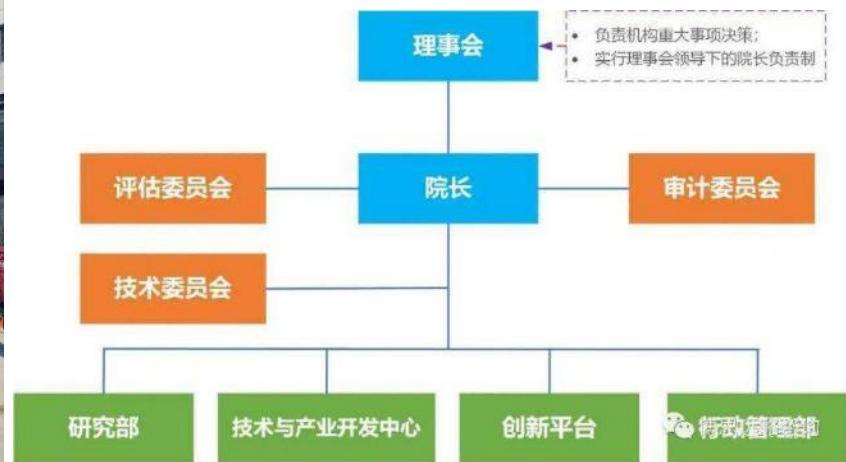 理事会
负责机构重大事项决策；
实行理事会领导下的院长负责制
评估委员会
院长
审计委员会
技术委员会
研究部
技术与产业开发中心
创新平台
管理部